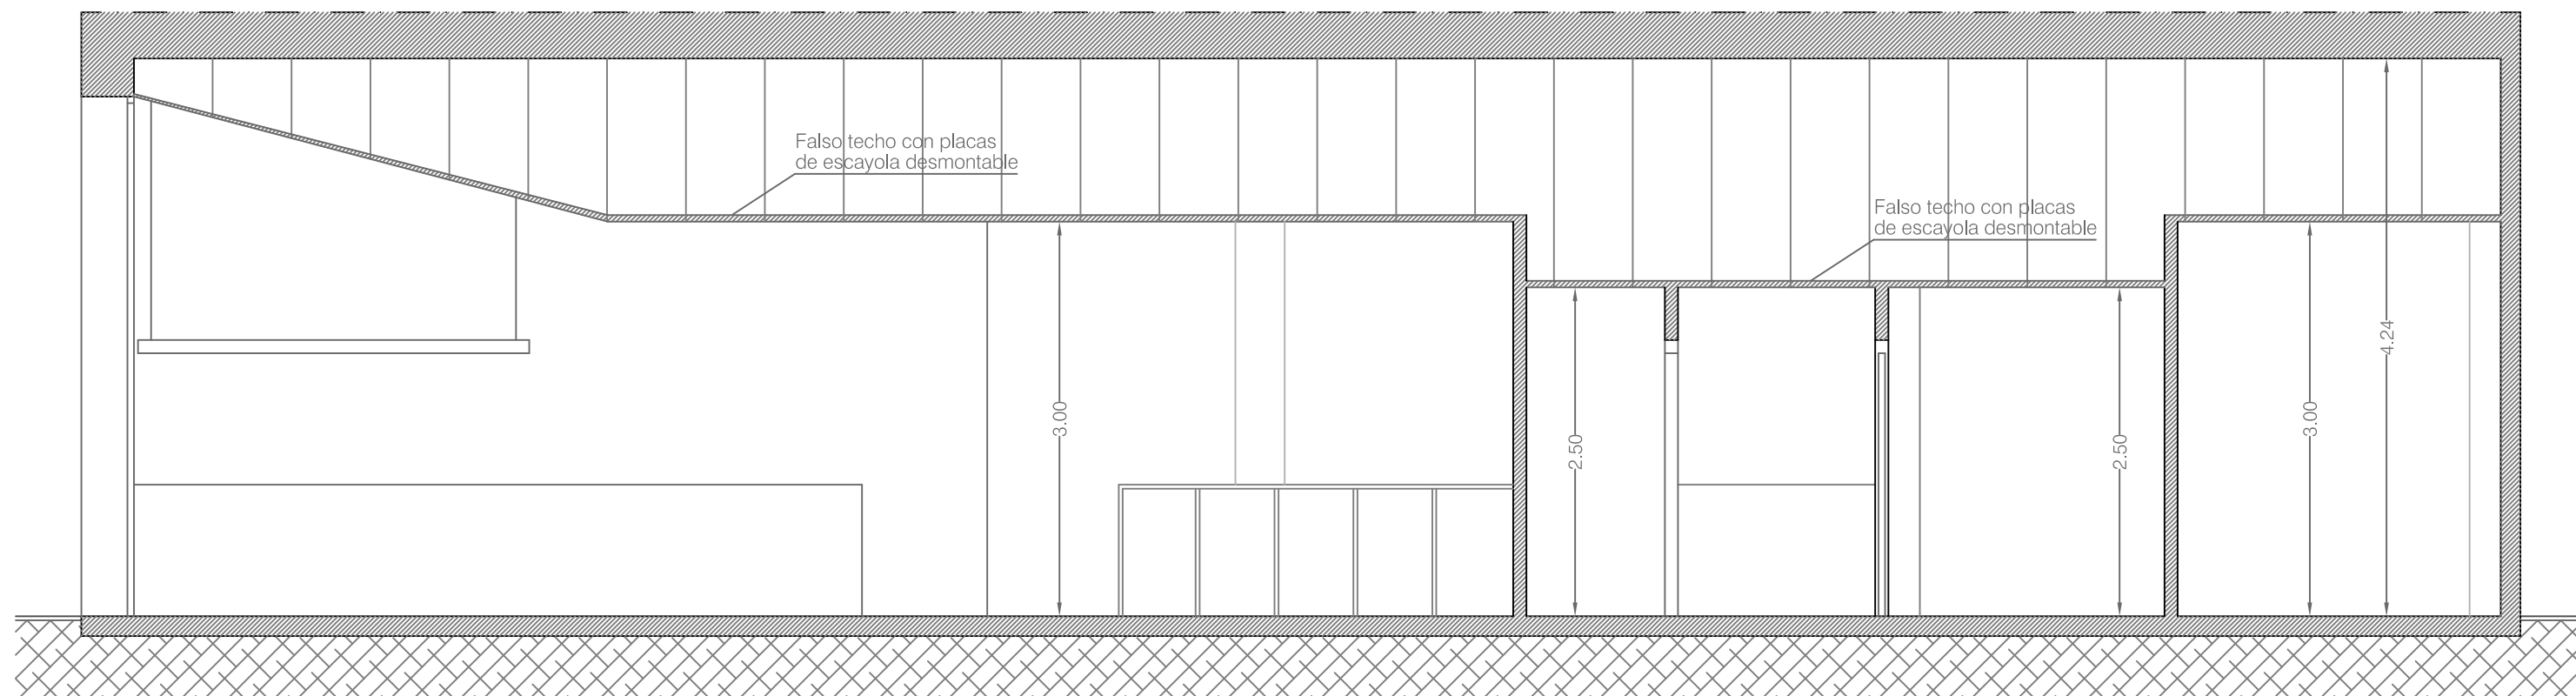 Falso techo con placas
de escayola desmontable
Falso techo con placas
de escayola desmontable
3.00
2.50
2.50
3.00
4.24